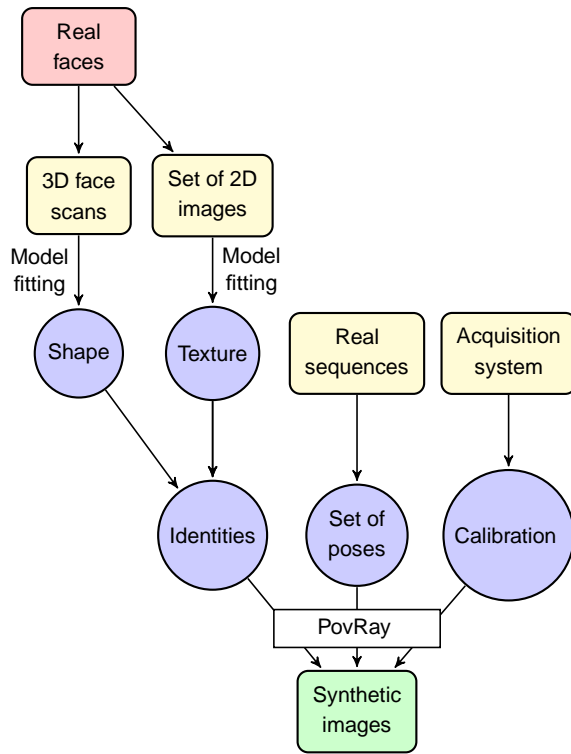 Real
faces
3D face
scans
Set of 2D
images
Model
fitting
Model
fitting
Shape
Texture
Real
sequences
Acquisition
system
Identities
Set of
poses
Calibration
PovRay
Synthetic
images